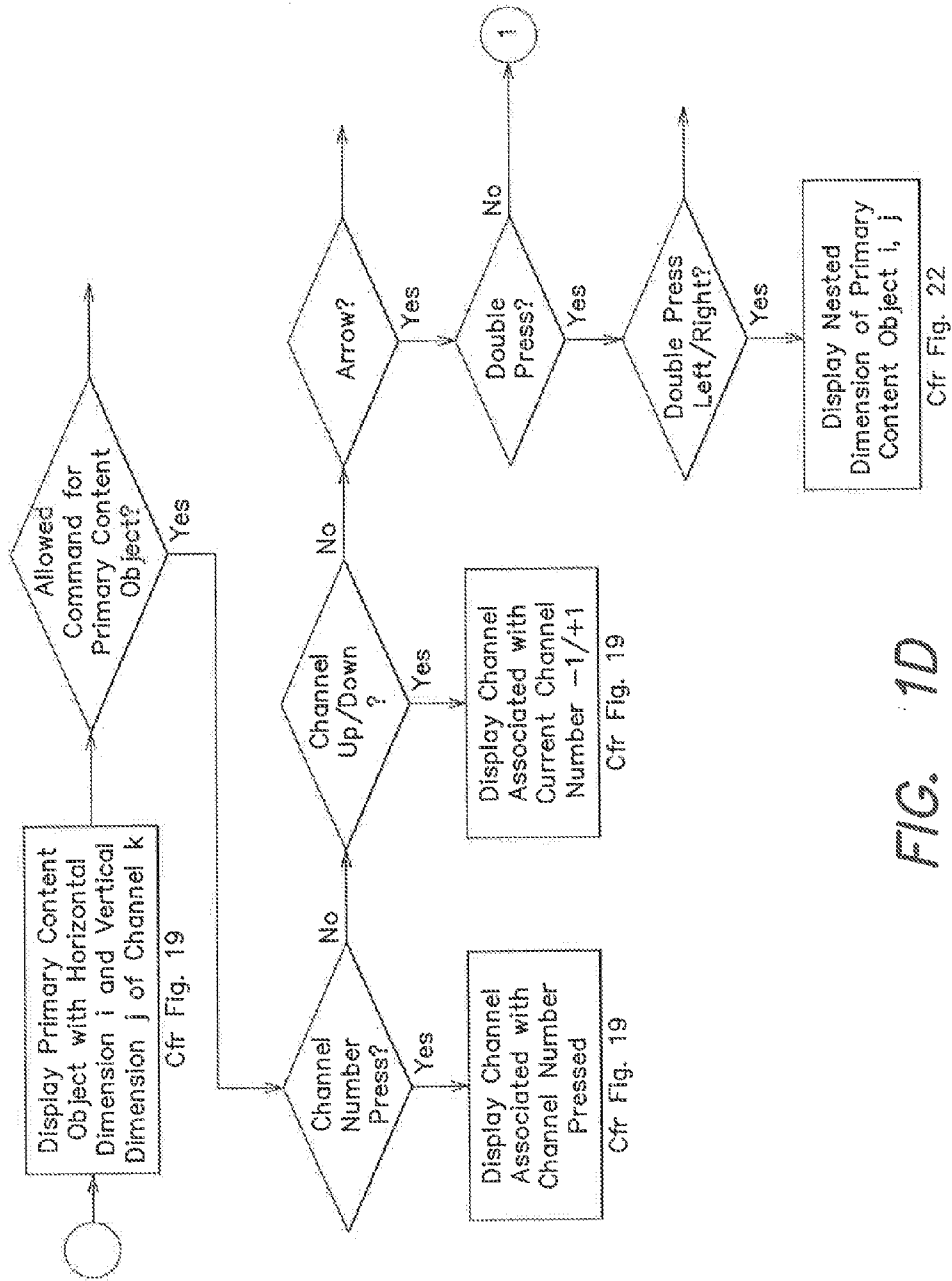 Display Primary Content
Object with Horizontal
Dimension i and Vertical
Dimension j of Channel k
Cfr Fig. 19
Allowed
Command for
Primary Content
Object?
Yes
Channel
Number
Press?
No
Yes
Display Channel
Associated with
Channel Number
Pressed
Cfr Fig. 19
Channel
Up/Down
?
No
Yes
Display Channel
Associated with
Current Channel
Number -1/+1
Cfr Fig. 19
Arrow?
Yes
Double
Press?
No
1
Yes
Double Press
Left/Right?
Yes
Display Nested
Dimension of Primary
Content Object i, j
Cfr Fig. 22
FIG. 1D